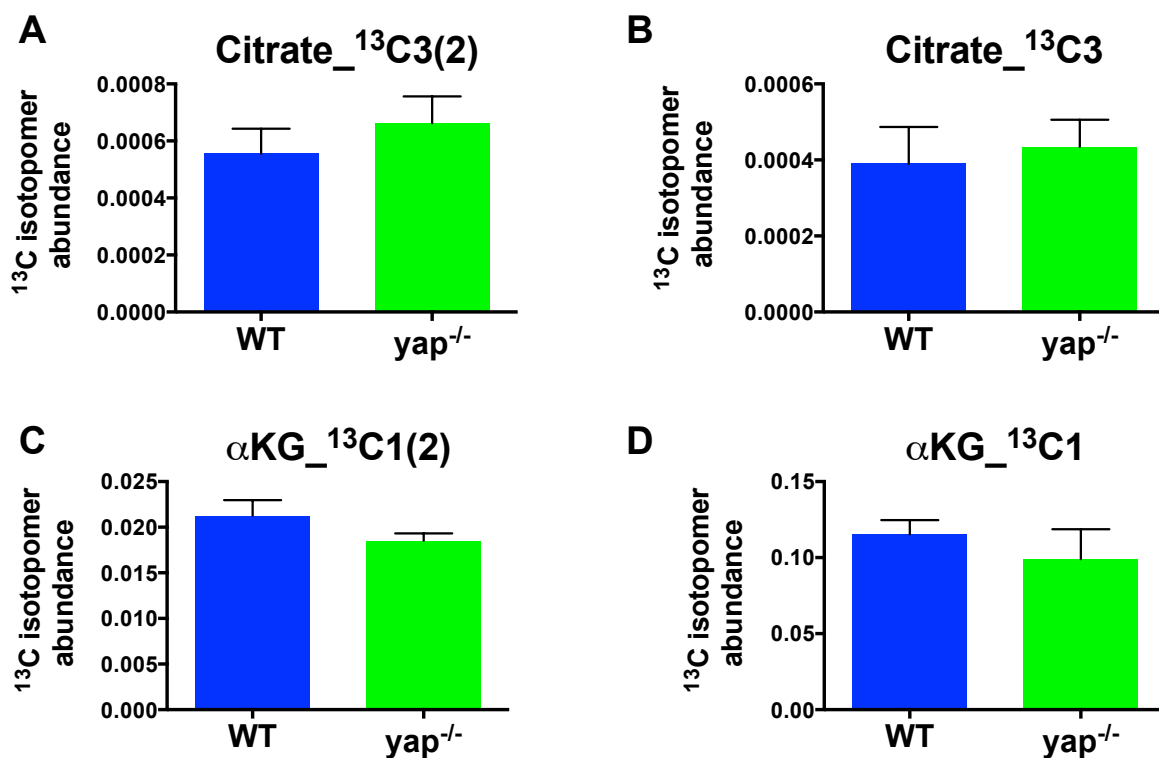 A
Citrate_¹³C3(2)
¹³C isotopomer
abundance
0.0008
0.0006
0.0004
0.0002
0.0000
WT
yap⁻/⁻
B
Citrate_¹³C3
¹³C isotopomer
abundance
0.0006
0.0004
0.0002
0.0000
WT
yap⁻/⁻
C
αKG_¹³C1(2)
¹³C isotopomer
abundance
0.025
0.020
0.015
0.010
0.005
0.000
WT
yap⁻/⁻
D
αKG_¹³C1
¹³C isotopomer
abundance
0.15
0.10
0.05
0.00
WT
yap⁻/⁻